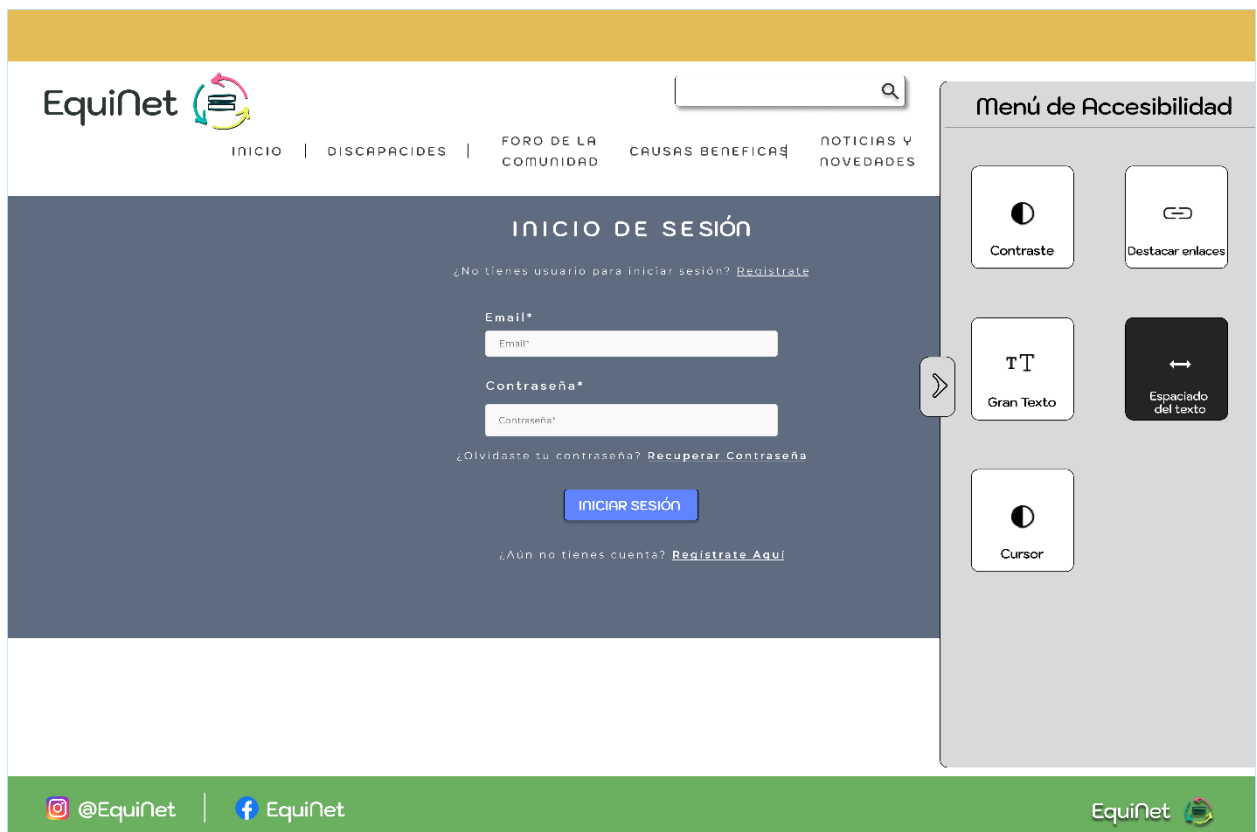 EquiNet
Menú de Accesibilidad
INICIO | DISCAPACIDES | FORO DE LA COMUNIDAD CAUSAS BENEFICAS NOTICIAS Y NOVEDADES
INICIO DE SESIÓN
¿No tienes usuario para iniciar sesión? Registrate
Email*
Email*
Contraseña*
Contraseña*
¿Olvidaste tu contraseña? Recuperar Contraseña
INICIAR SESIÓN
¿Aún no tienes cuenta? Registrate Aquí
Contraste
Destacar enlaces
TT
Gran Texto
Espaciado
del texto
Cursor
@EquiNet | EquiNet
EquiNet